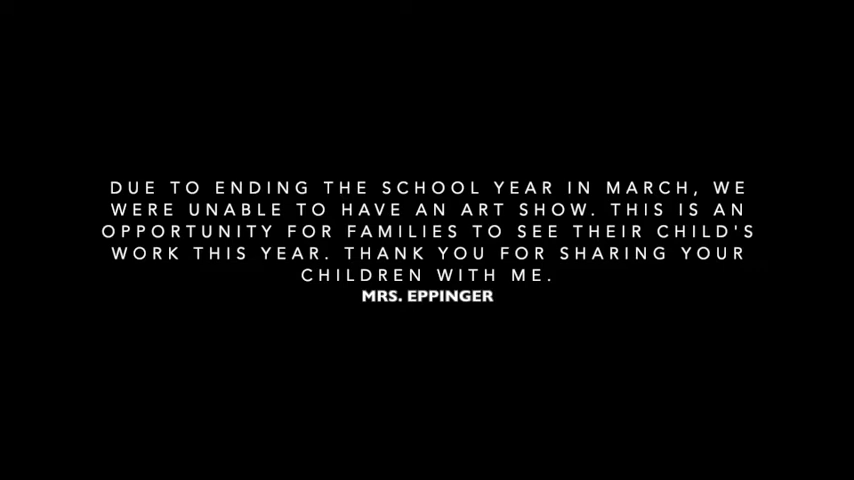 DUE TO ENDING THE SCHOOL YEAR IN MARCH, WE
WERE UNABLE TO HAVE AN ART SHOW. THIS IS AN
OPPORTUNITY FOR FAMILIES TO SEE THEIR CHILD'S
WORK THIS YEAR. THANK YOU FOR SHARING YOUR
CHILDREN WITH ME.
MRS. EPPINGER